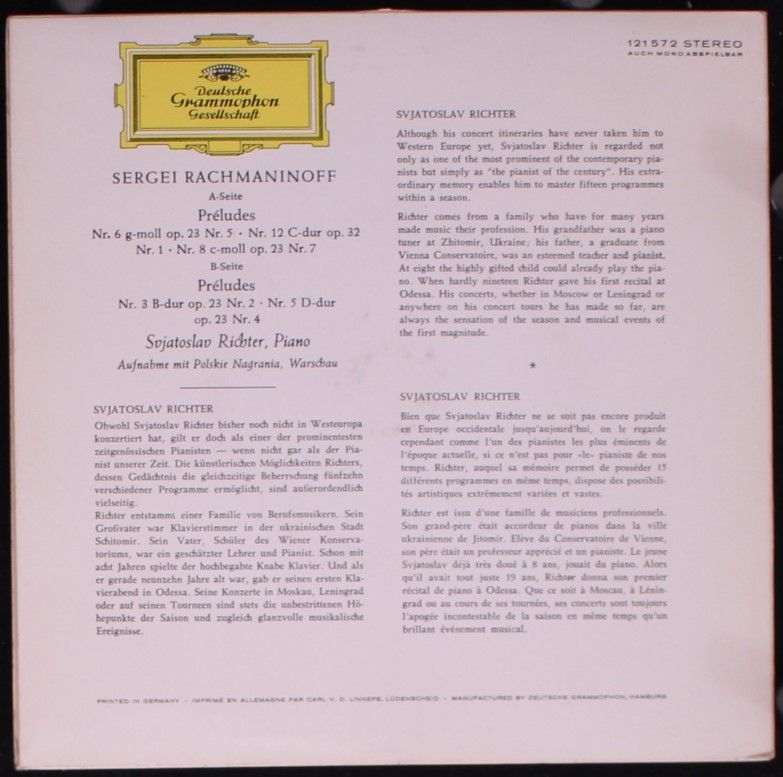 Deutsche
Grammophon
Gesellschaft
121 572 STEREO
AUCH MONO ABSPIELBAR
SERGEI RACHMANINOFF
A-Seite
Préludes
Nr. 6 g-moll op. 23 Nr. 5 · Nr. 12 C-dur op. 32
Nr. 1 · Nr. 8 c-moll op. 23 Nr. 7
B-Seite
Préludes
Nr. 3 B-dur op. 23 Nr. 2 · Nr. 5 D-dur
op. 23 Nr. 4
Svjatoslav Richter, Piano
Aufnahme mit Polskie Nagrania, Warschau
SVJATOSLAV RICHTER
Obwohl Svjatoslav Richter bisher noch nicht in Westeuropa
konzertiert hat, gilt er doch als einer der prominentesten
zeitgenössischen Pianisten — wenn nicht gar als der Pia-
nist unserer Zeit. Die künstlerischen Möglichkeiten Richters,
dessen Gedächtnis die gleichzeitige Beherrschung fünfzehn
verschiedener Programme ermöglicht, sind außerordentlich
vielseitig.
Richter entstammt einer Familie von Berufsmusikern. Sein
Großvater war Klavierstimmer in der ukrainischen Stadt
Schitomir. Sein Vater, Schüler des Wiener Konserva-
toriums, war ein geschätzter Lehrer und Pianist. Schon mit
acht Jahren spielte der hochbegabte Knabe Klavier. Und als
er gerade neunzehn Jahre alt war, gab er seinen ersten Kla-
vierabend in Odessa. Seine Konzerte in Moskau, Leningrad
oder auf seinen Tourneen sind stets die unbestrittenen Hö-
hepunkte der Saison und zugleich glanzvolle musikalische
Ereignisse.
SVJATOSLAV RICHTER
Although his concert itineraries have never taken him to
Western Europe yet, Svjatoslav Richter is regarded not
only as one of the most prominent of the contemporary pia-
nists but simply as "the pianist of the century". His extra-
ordinary memory enables him to master fifteen programmes
within a season.
Richter comes from a family who have for many years
made music their profession. His grandfather was a piano
tuner at Zhitomir, Ukraine; his father, a graduate from
Vienna Conservatoire, was an esteemed teacher and pianist.
At eight the highly gifted child could already play the pia-
no. When hardly nineteen Richter gave his first recital at
Odessa. His concerts, whether in Moscow or Leningrad or
anywhere on his concert tours he has made so far, are
always the sensation of the season and musical events of
the first magnitude.
*
SVJATOSLAV RICHTER
Bien que Svjatoslav Richter ne se soit pas encore produit
en Europe occidentale jusqu'aujourd'hui, on le regarde
cependant comme l'un des pianistes les plus éminents de
l'époque actuelle, si ce n'est pas pour «le» pianiste de nos
temps. Richter, auquel sa mémoire permet de posséder 15
différents programmes en même temps, dispose des possibili-
tés artistiques extrêmement variées et vastes.
Richter est issu d'une famille de musiciens professionnels.
Son grand-père était accordeur de pianos dans la ville
ukrainienne de Jitomir. Elève du Conservatoire de Vienne,
son père était un professeur apprécié et un pianiste. Le jeune
Svjatoslav déjà très doué à 8 ans, jouait du piano. Alors
qu'il avait tout juste 19 ans, Richter donna son premier
récital de piano à Odessa. Que ce soit à Moscou, à Lénin-
grad ou au cours de ses tournées, ses concerts sont toujours
l'apogée incontestable de la saison en même temps qu'un
brillant événement musical.
PRINTED IN GERMANY - IMPRIMÉ EN ALLEMAGNE PAR CARL V. D. LINNEPE, LÜDENSCHEID - MANUFACTURED BY DEUTSCHE GRAMMOPHON, HAMBURG